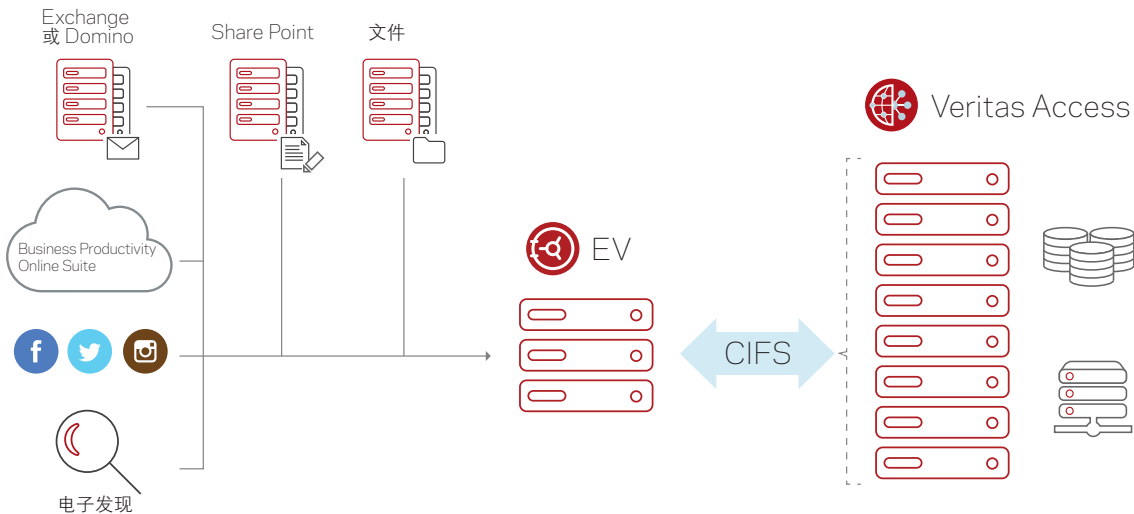 Exchange
或 Domino
Share Point
文件
Veritas Access
Business Productivity
Online Suite
EV
CIFS
电子发现